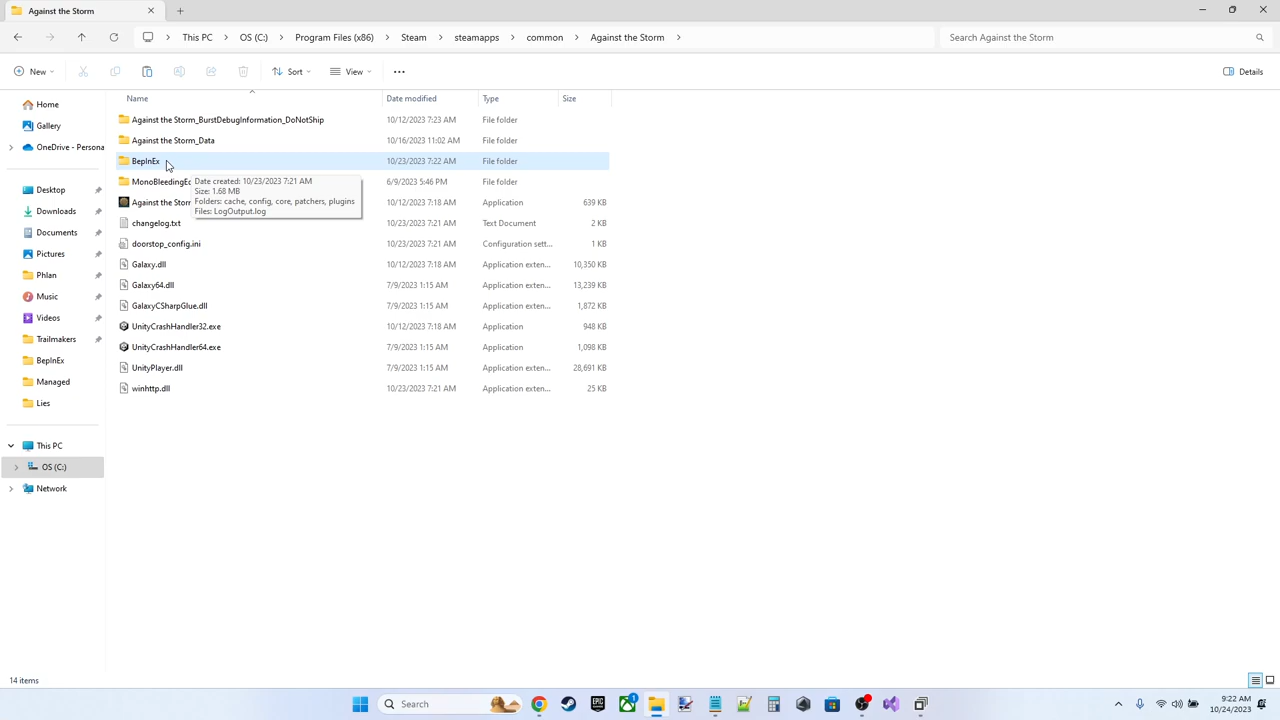 Against the Storm
This PC > OS (C:) > Program Files (x86) > Steam > steamapps > common > Against the Storm >
Search Against the Storm
New
Sort
View
Details
Name Date modified Type Size
Home
Gallery
OneDrive - Persona
Desktop
Downloads
Documents
Pictures
Phlan
Music
Videos
Trailmakers
BepInEx
Managed
Lies
This PC
OS (C:)
Network
Against the Storm_BurstDebugInformation_DoNotShip 10/12/2023 7:23 AM File folder
Against the Storm_Data 10/16/2023 11:02 AM File folder
BepInEx 10/23/2023 7:22 AM File folder
MonoBleedingEd 6/9/2023 5:46 PM File folder
Against the Stor 10/12/2023 7:18 AM Application 639 KB
changelog.txt 10/23/2023 7:21 AM Text Document 2 KB
doorstop_config.ini 10/23/2023 7:21 AM Configuration sett... 1 KB
Galaxy.dll 10/12/2023 7:18 AM Application exten... 10,350 KB
Galaxy64.dll 7/9/2023 1:15 AM Application exten... 13,239 KB
GalaxyCSharpGlue.dll 7/9/2023 1:15 AM Application exten... 1,872 KB
UnityCrashHandler32.exe 10/12/2023 7:18 AM Application 948 KB
UnityCrashHandler64.exe 7/9/2023 1:15 AM Application 1,098 KB
UnityPlayer.dll 7/9/2023 1:15 AM Application exten... 28,691 KB
winhttp.dll 10/23/2023 7:21 AM Application exten... 25 KB
Date created: 10/23/2023 7:21 AM
Size: 1.68 MB
Folders: cache, config, core, patchers, plugins
Files: LogOutput.log
14 items
Search
EPIC
1
9:22 AM
10/24/2023